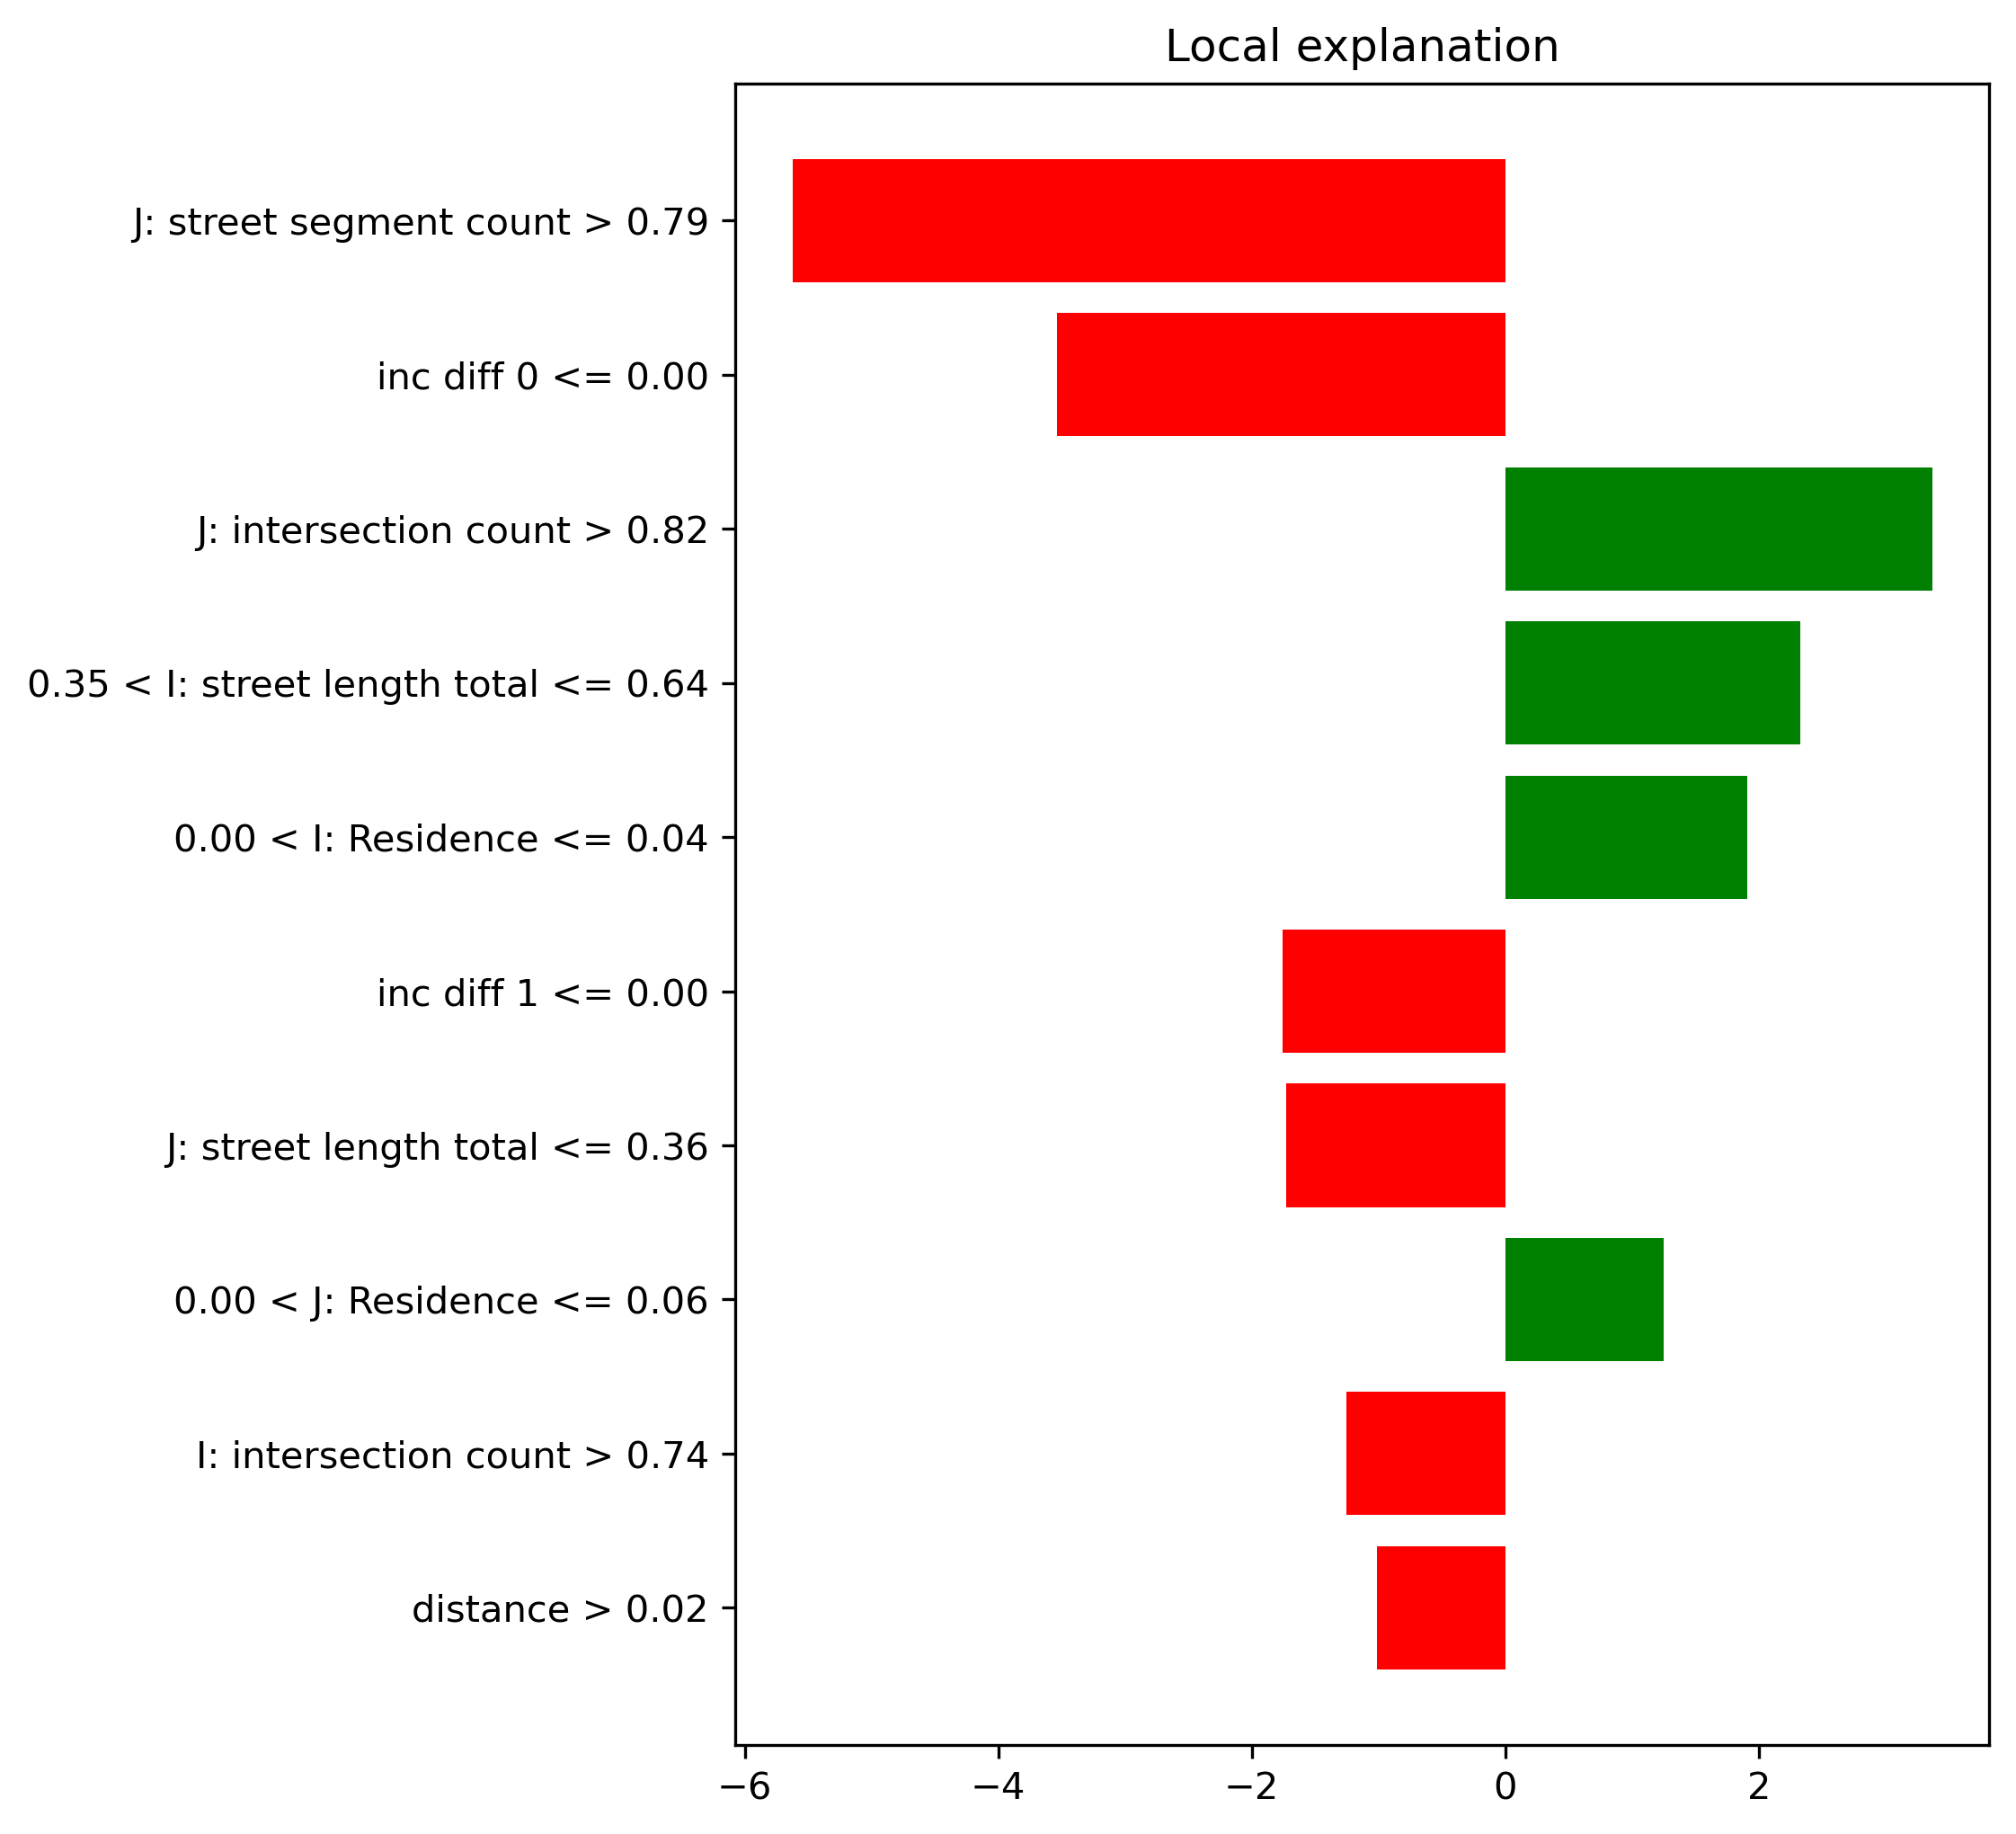 Local explanation
J: street segment count > 0.79
inc diff 0 <= 0.00
J: intersection count > 0.82
0.35 < I: street length total <= 0.64
0.00 < I: Residence <= 0.04
inc diff 1 <= 0.00
J: street length total <= 0.36
0.00 < J: Residence <= 0.06
I: intersection count > 0.74
distance > 0.02
−6 −4 −2 0 2